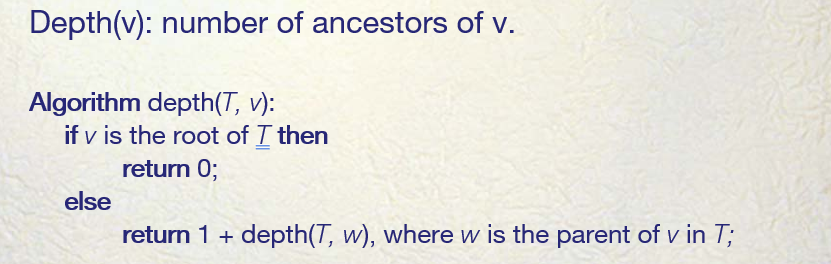 Depth(v): number of ancestors of v.
Algorithm depth(T, v):
if v is the root of T then
return 0;
else
return 1 + depth(T, w), where w is the parent of v in T;